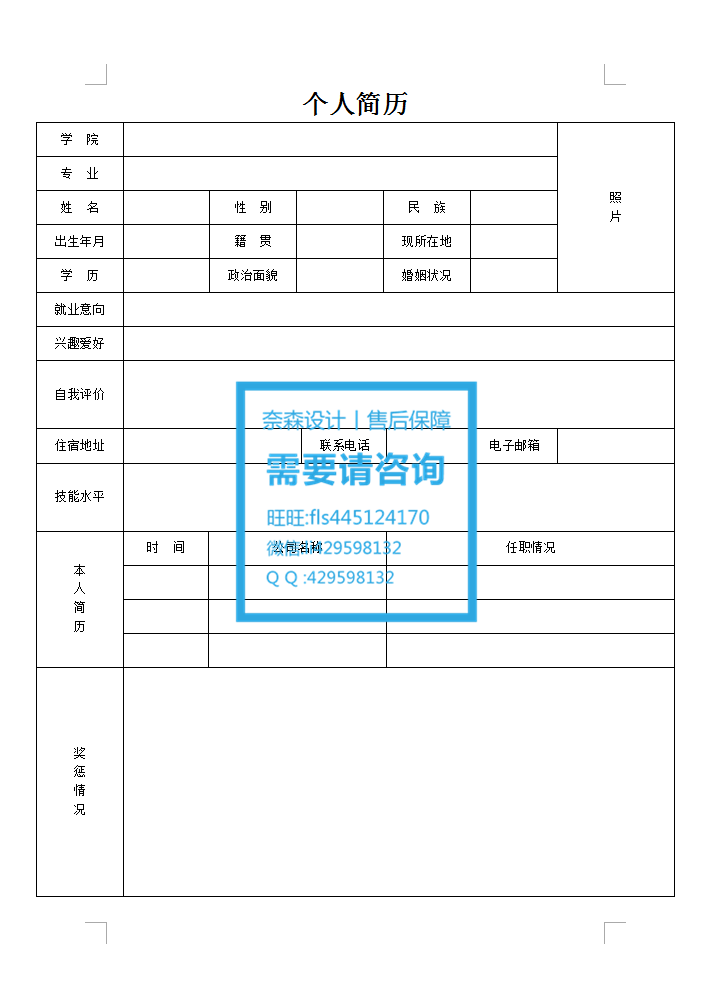 个人简历
学 院
照
片
专 业
姓 名 性 别 民 族
出生年月 籍 贯 现所在地
学 历 政治面貌 婚姻状况
就业意向
兴趣爱好
自我评价
奈森设计丨售后保障
住宿地址 联系电话 电子邮箱
需要请咨询
技能水平
旺旺:fls445124170
时 间 公司名称 任职情况
微信:429598132
QQ:429598132
本
人
简
历
奖
惩
情
况